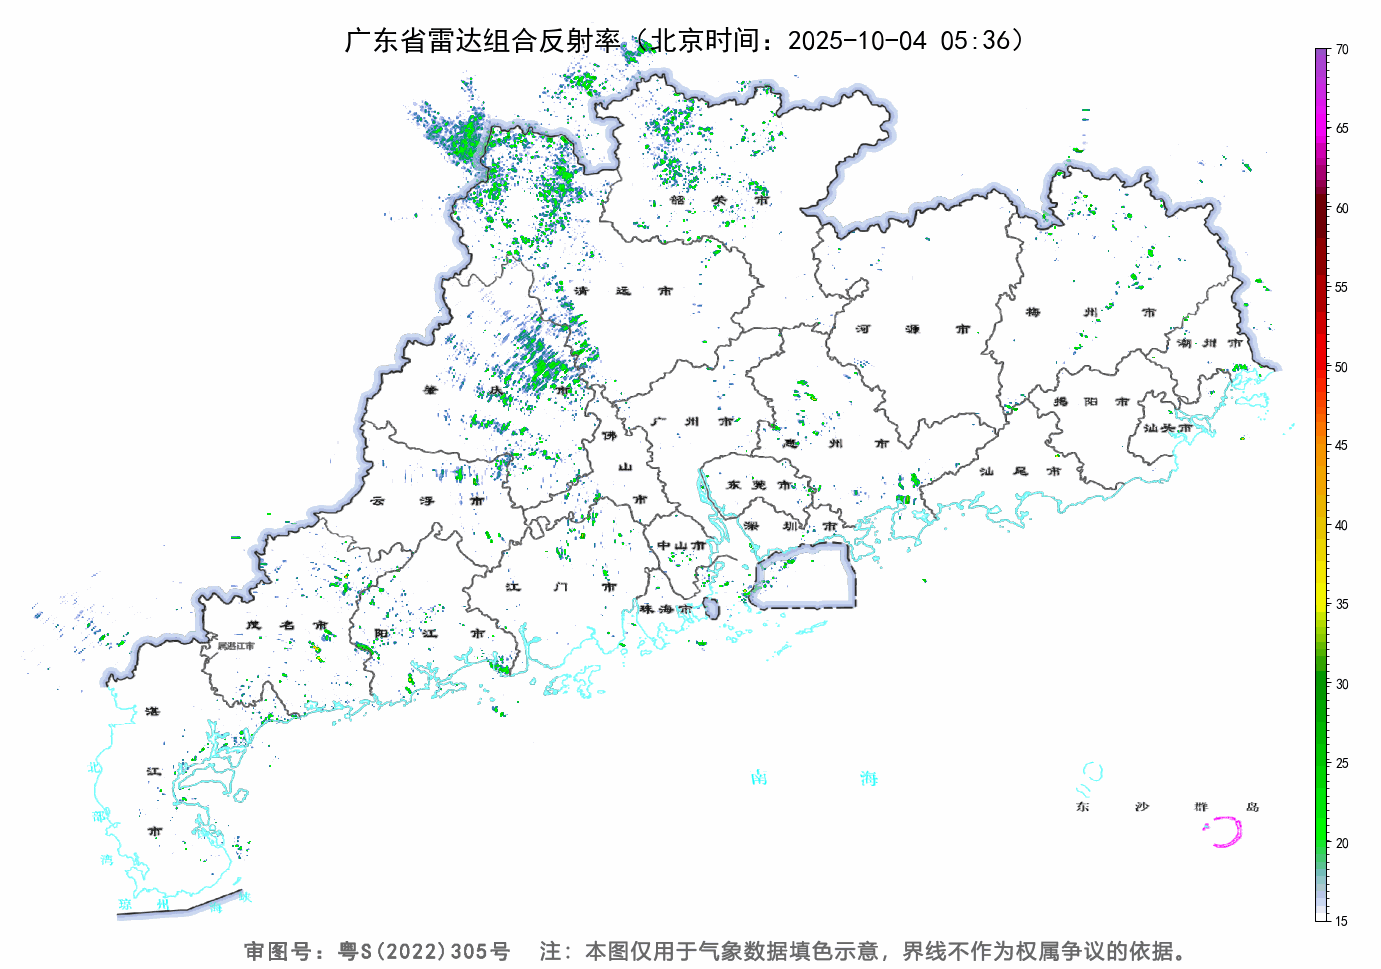 广东省雷达组合反射率（北京时间：2025-10-04 05:36）
70
65
60
55
50
45
40
35
30
25
20
15
韶关市
清远市
河源市
梅州市
潮州市
肇庆市
广州市
佛山市
惠州市
揭阳市
汕头市
汕尾市
东莞市
云浮市
深圳市
中山市
江门市
珠海市
茂名市
属湛江市
阳江市
湛江市
北部湾
琼州海峡
南海
东沙群岛
审图号：粤S(2022)305号 注：本图仅用于气象数据填色示意，界线不作为权属争议的依据。